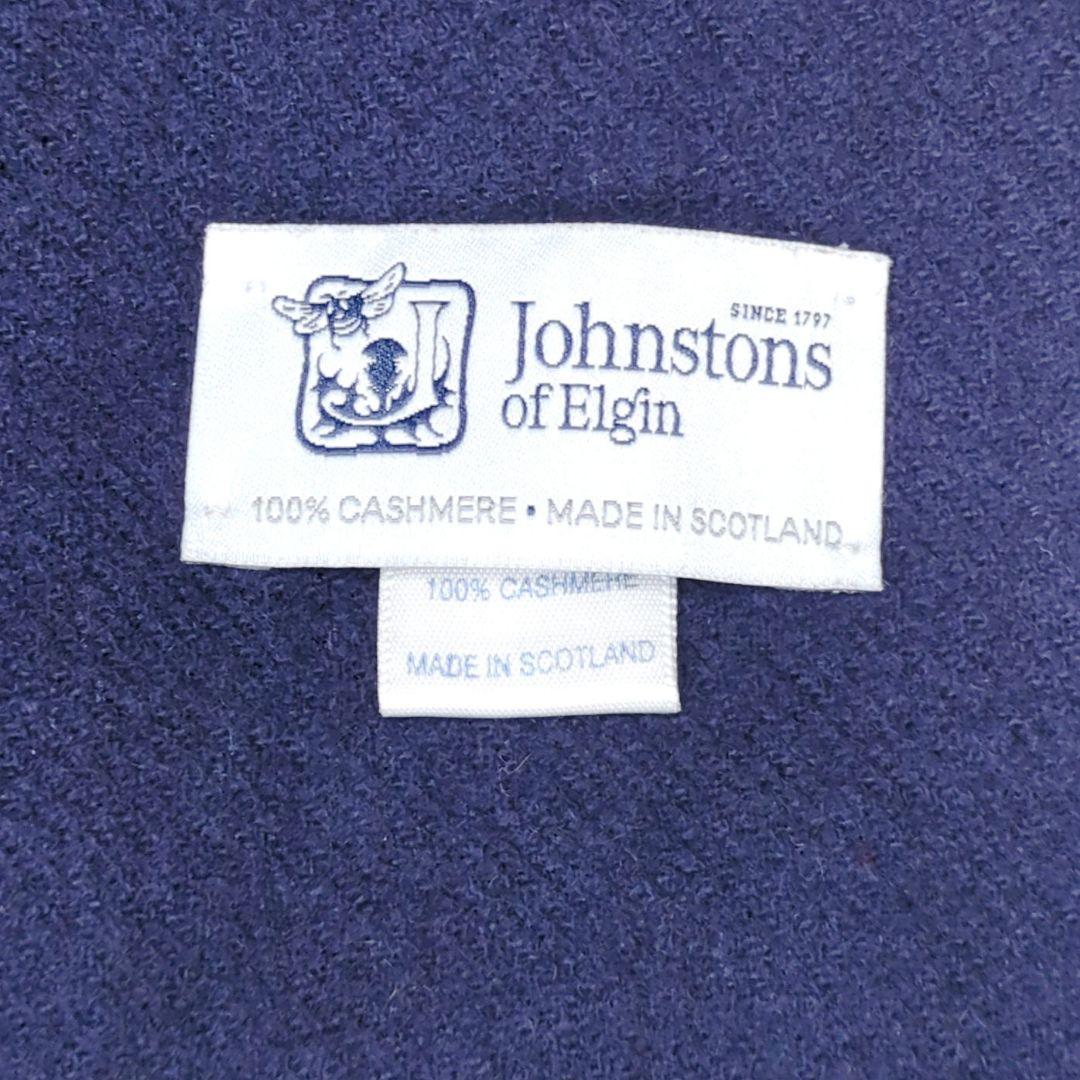 SINCE 1797
Johnstons
of Elgin
100% CASHMERE • MADE IN SCOTLAND
100% CASHMERE
MADE IN SCOTLAND